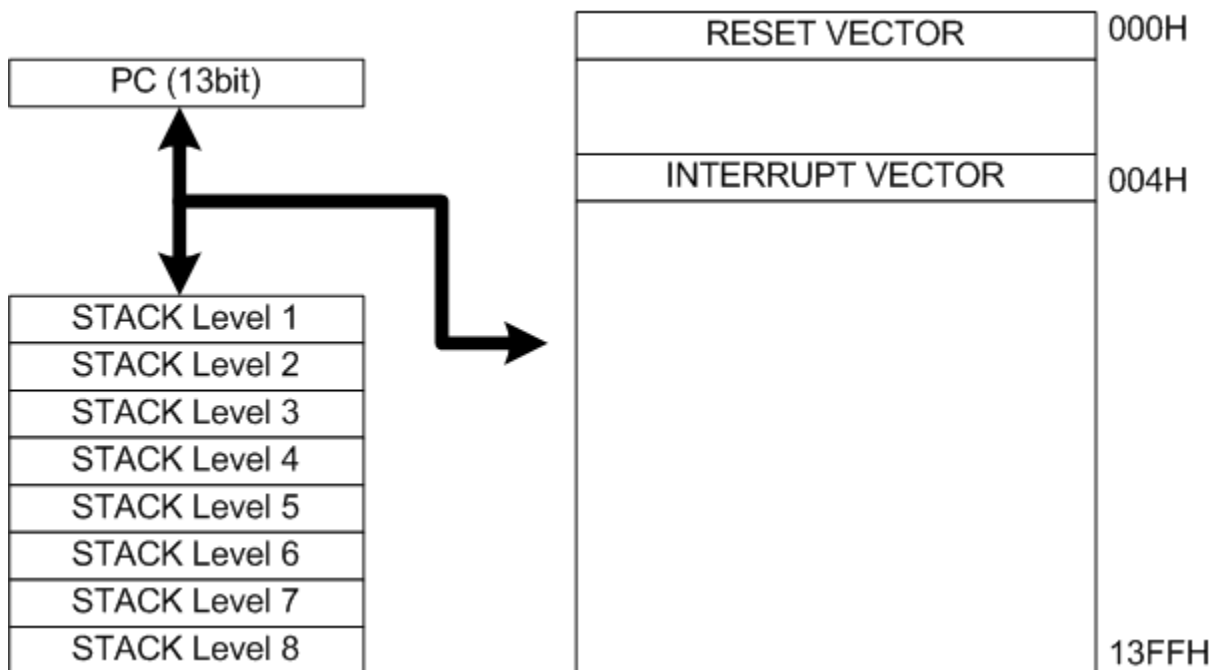 PC (13bit)
STACK Level 1
STACK Level 2
STACK Level 3
STACK Level 4
STACK Level 5
STACK Level 6
STACK Level 7
STACK Level 8
RESET VECTOR 000H
INTERRUPT VECTOR 004H
13FFH